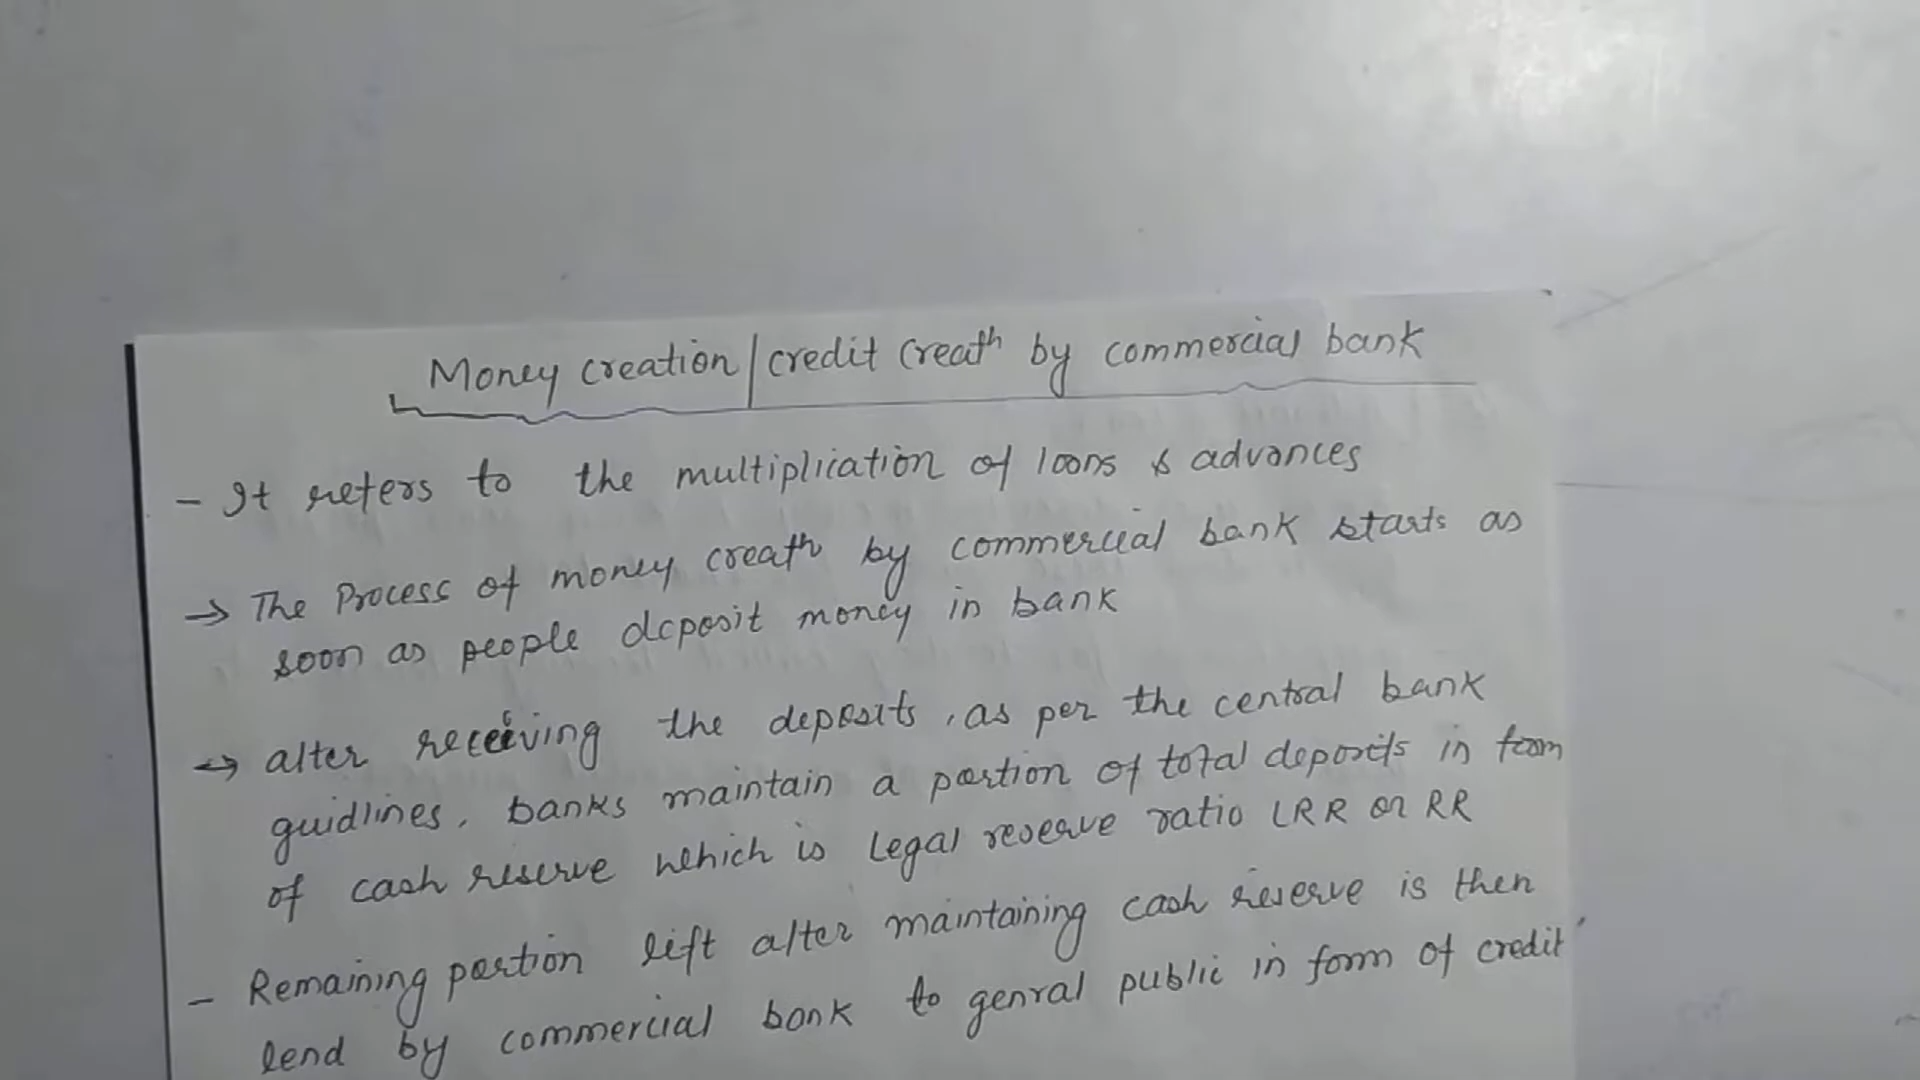 Money creation | credit Creatn by commercial bank
- It refers to the multiplication of loans & advances
→ The Process of money creatn by commercial bank starts as
soon as people deposit money in bank
→ after receiving the deposits, as per the central bank
guidlines, banks maintain a portion of total deposits in form
of cash reserve which is Legal reserve ratio LRR or RR
- Remaining portion left after maintaining cash reserve is then
lend by commercial bank to genral public in form of credit